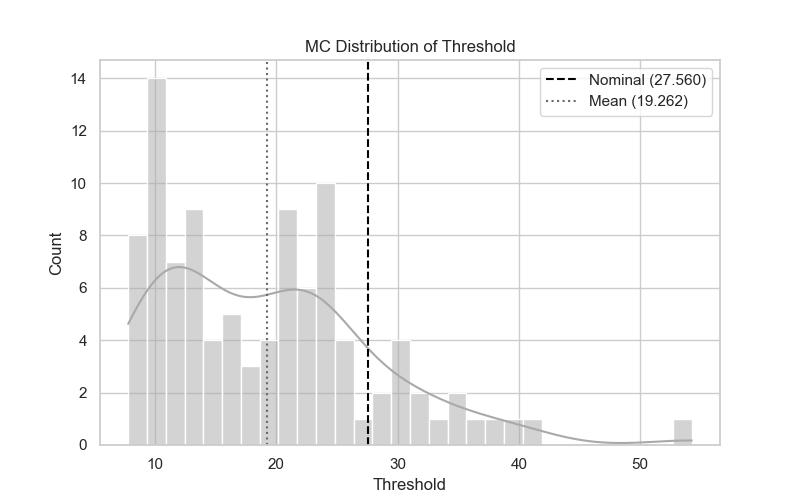 MC Distribution of Threshold
Nominal (27.560)
Mean (19.262)
14
12
10
8
6
4
2
0
Count
10
20
30
40
50
Threshold